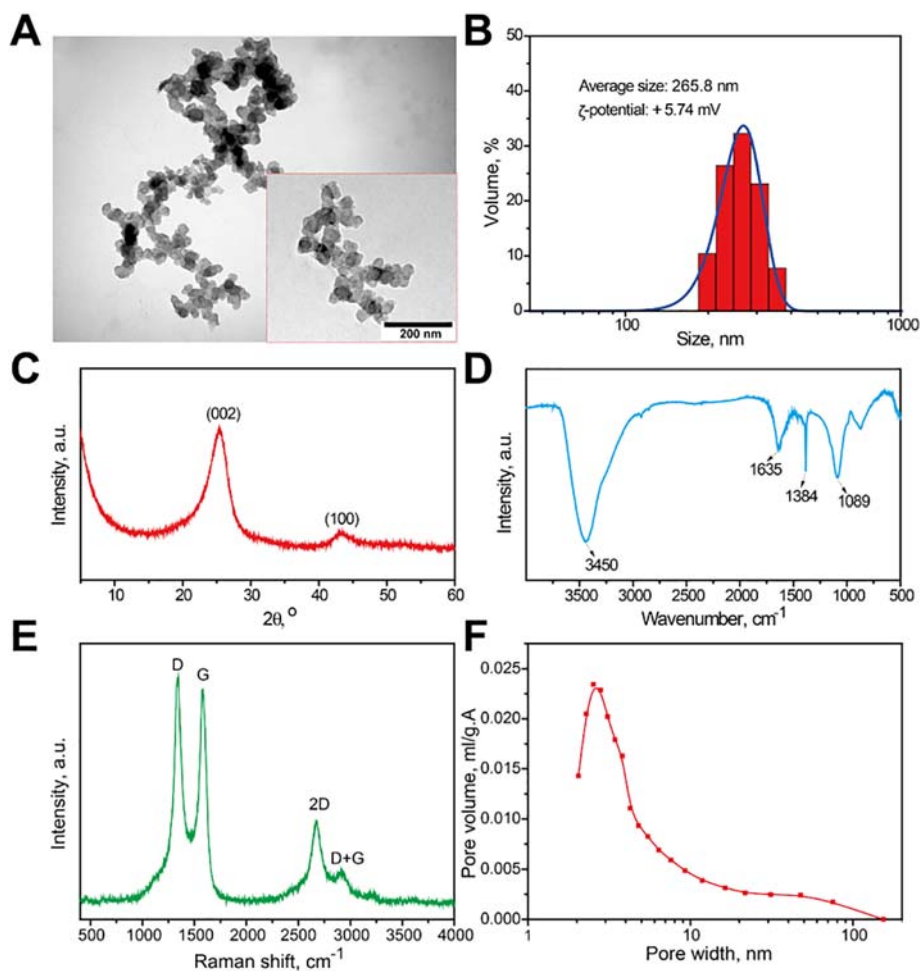 A
200 nm
B
Average size: 265.8 nm
ζ-potential: + 5.74 mV
Volume, %
50
40
30
20
10
0
100
1000
Size, nm
C
(002)
(100)
Intensity, a.u.
10
20
30
40
50
60
2θ, °
D
3450
1635
1384
1089
Intensity, a.u.
3500
3000
2500
2000
1500
1000
500
Wavenumber, cm⁻¹
E
D
G
2D
D+G
Intensity, a.u.
500
1000
1500
2000
2500
3000
3500
4000
Raman shift, cm⁻¹
F
Pore volume, ml/g.A
0.025
0.020
0.015
0.010
0.005
0.000
1
10
100
Pore width, nm